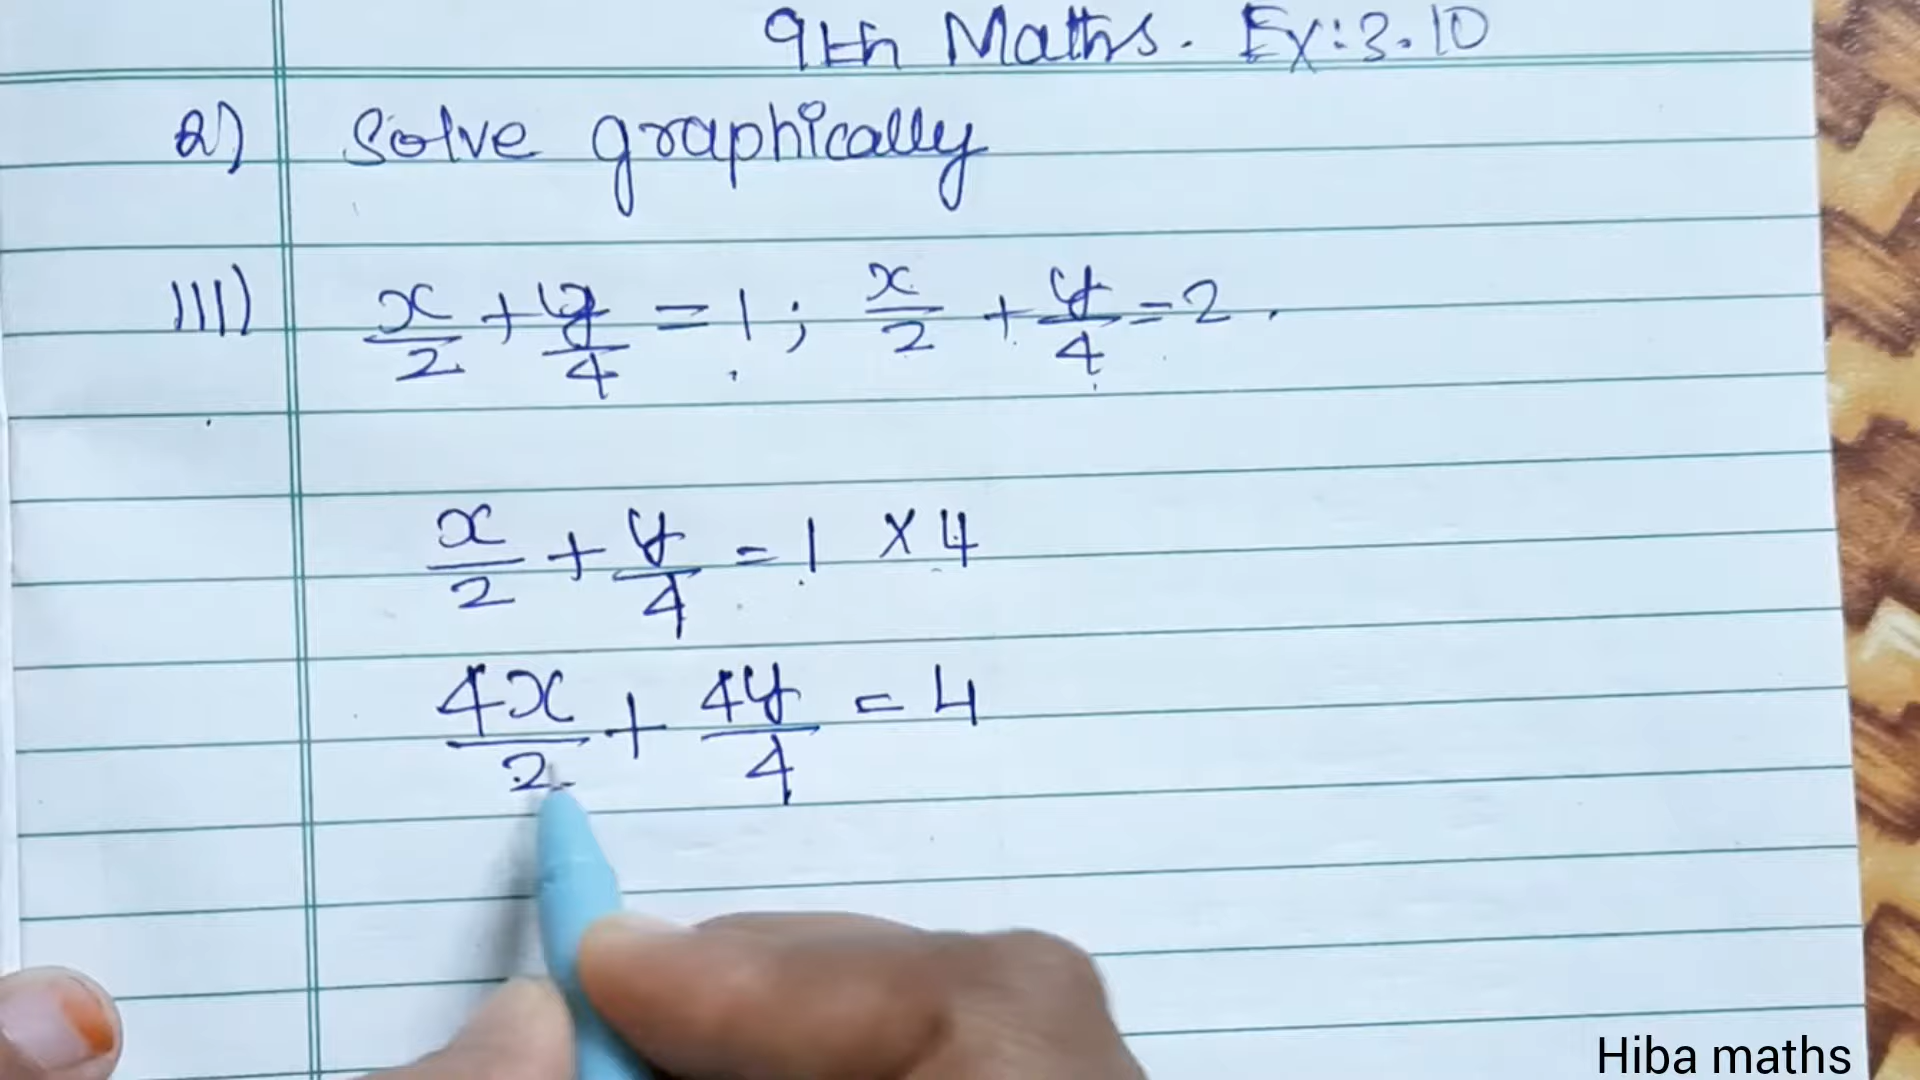 9th Maths. Ex:3.10
2) Solve graphically
III) x/2 + y/4 = 1; x/2 + y/4 = 2.
x/2 + y/4 = 1 × 4
4x/2 + 4y/4 = 4
Hiba maths